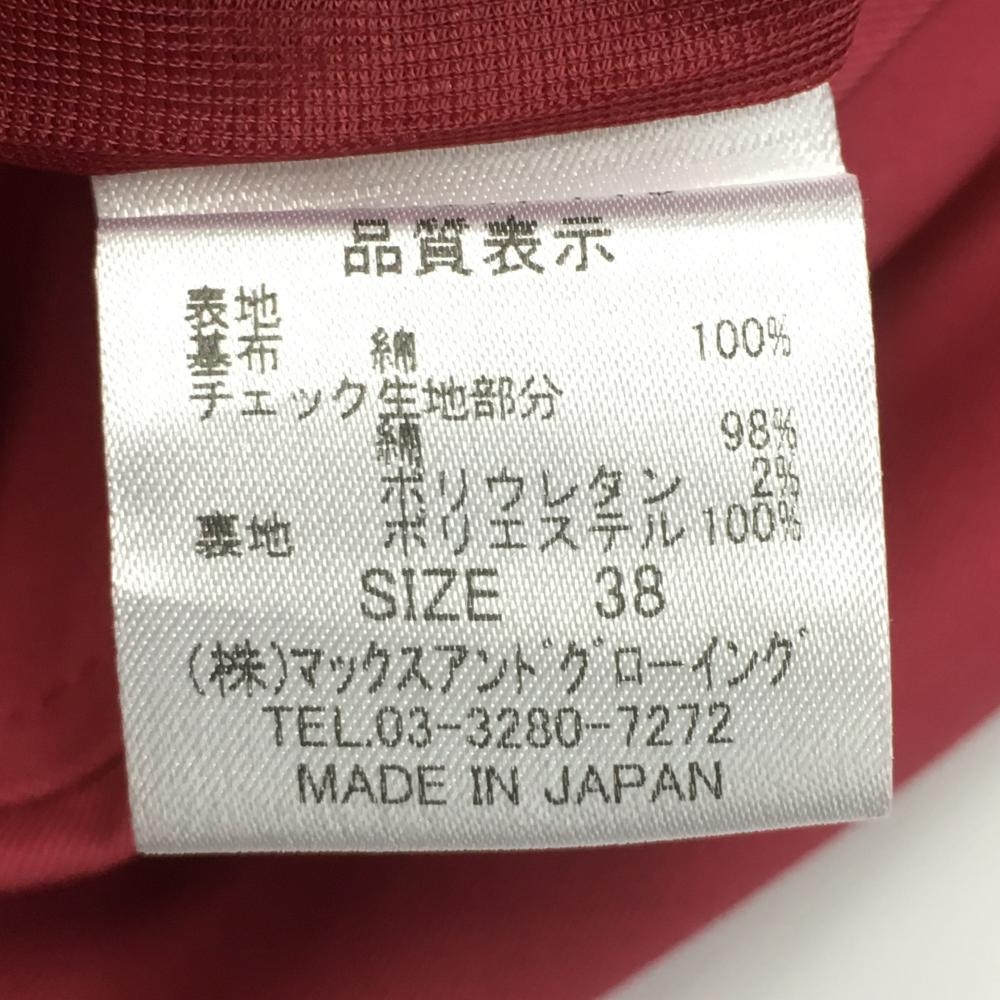 品質表示
表地
基布 綿 100%
チェック生地部分
綿 98%
ポリウレタン 2%
裏地 ポリエステル 100%
SIZE 38
(株)マックスアンドグローイング
TEL.03-3280-7272
MADE IN JAPAN